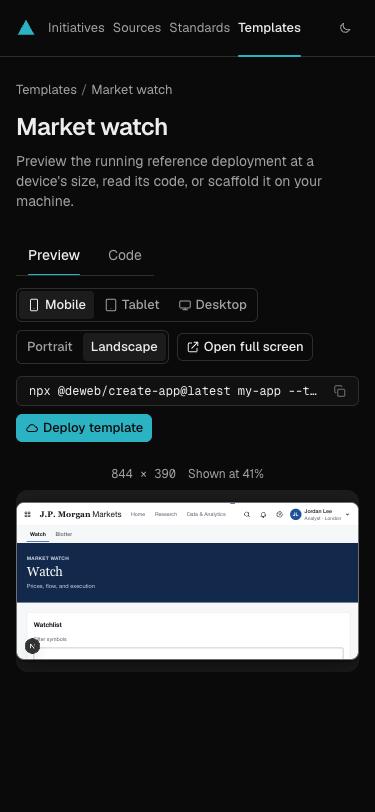 Initiatives Sources Standards Templates
Templates / Market watch
Market watch
Preview the running reference deployment at a
device's size, read its code, or scaffold it on your
machine.
Preview Code
Mobile Tablet Desktop
Portrait Landscape Open full screen
npx @deweb/create-app@latest my-app --t…
Deploy template
844 × 390 Shown at 41%
J.P. Morgan Markets Home Research Data & Analytics JL Jordan Lee
Analyst · London
Watch Blotter
MARKET WATCH
Watch
Prices, flow, and execution
Watchlist
symbols
N